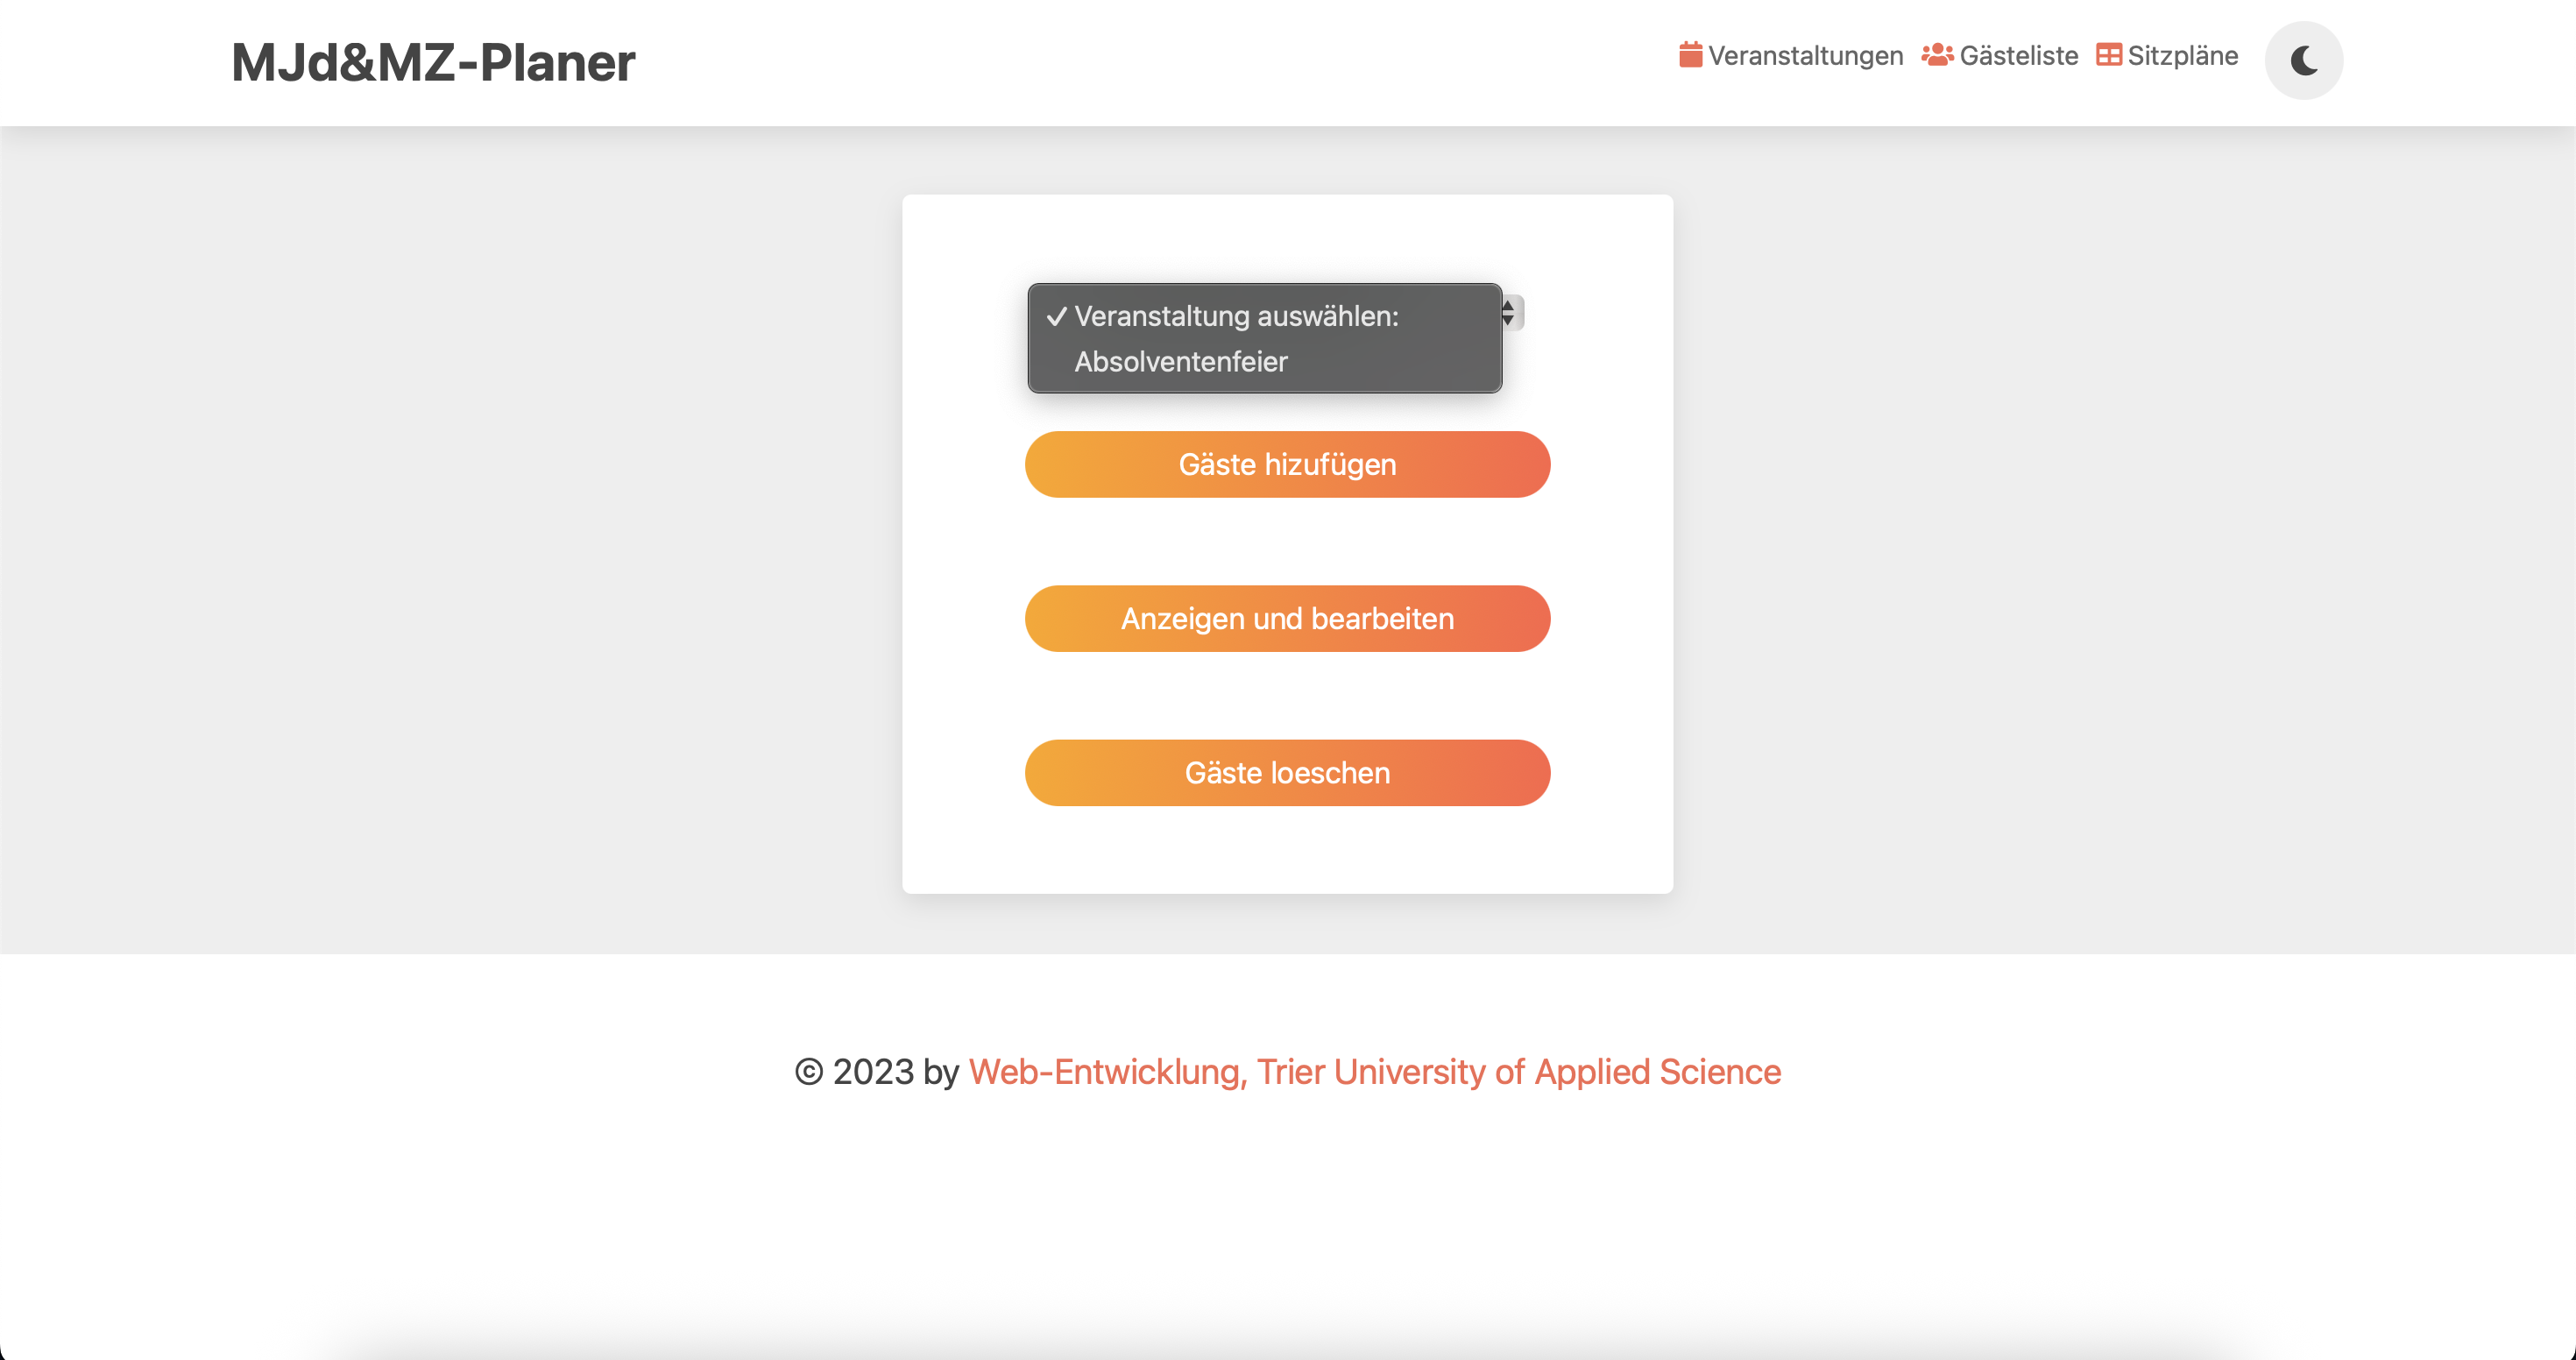 MJd&MZ-Planer
Veranstaltungen Gästeliste Sitzpläne
✓ Veranstaltung auswählen:
Absolventenfeier
Gäste hizufügen
Anzeigen und bearbeiten
Gäste loeschen
© 2023 by Web-Entwicklung, Trier University of Applied Science